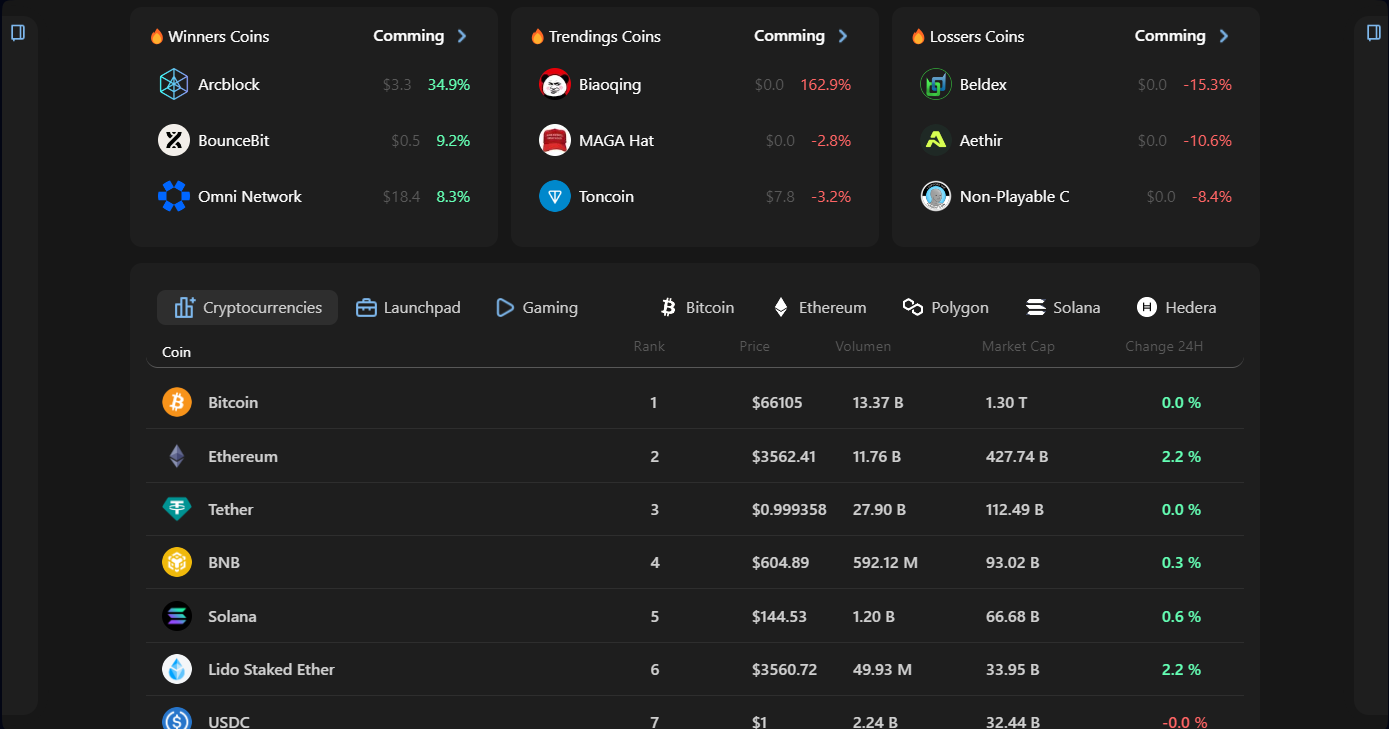 Winners Coins Comming
Arcblock $3.3 34.9%
BounceBit $0.5 9.2%
Omni Network $18.4 8.3%
Trendings Coins Comming
Biaoqing $0.0 162.9%
MAGA Hat $0.0 -2.8%
Toncoin $7.8 -3.2%
Lossers Coins Comming
Beldex $0.0 -15.3%
Aethir $0.0 -10.6%
Non-Playable C $0.0 -8.4%
Cryptocurrencies Launchpad Gaming Bitcoin Ethereum Polygon Solana Hedera
Coin Rank Price Volumen Market Cap Change 24H
Bitcoin 1 $66105 13.37 B 1.30 T 0.0 %
Ethereum 2 $3562.41 11.76 B 427.74 B 2.2 %
Tether 3 $0.999358 27.90 B 112.49 B 0.0 %
BNB 4 $604.89 592.12 M 93.02 B 0.3 %
Solana 5 $144.53 1.20 B 66.68 B 0.6 %
Lido Staked Ether 6 $3560.72 49.93 M 33.95 B 2.2 %
USDC 7 $1 2.24 B 32.44 B -0.0 %